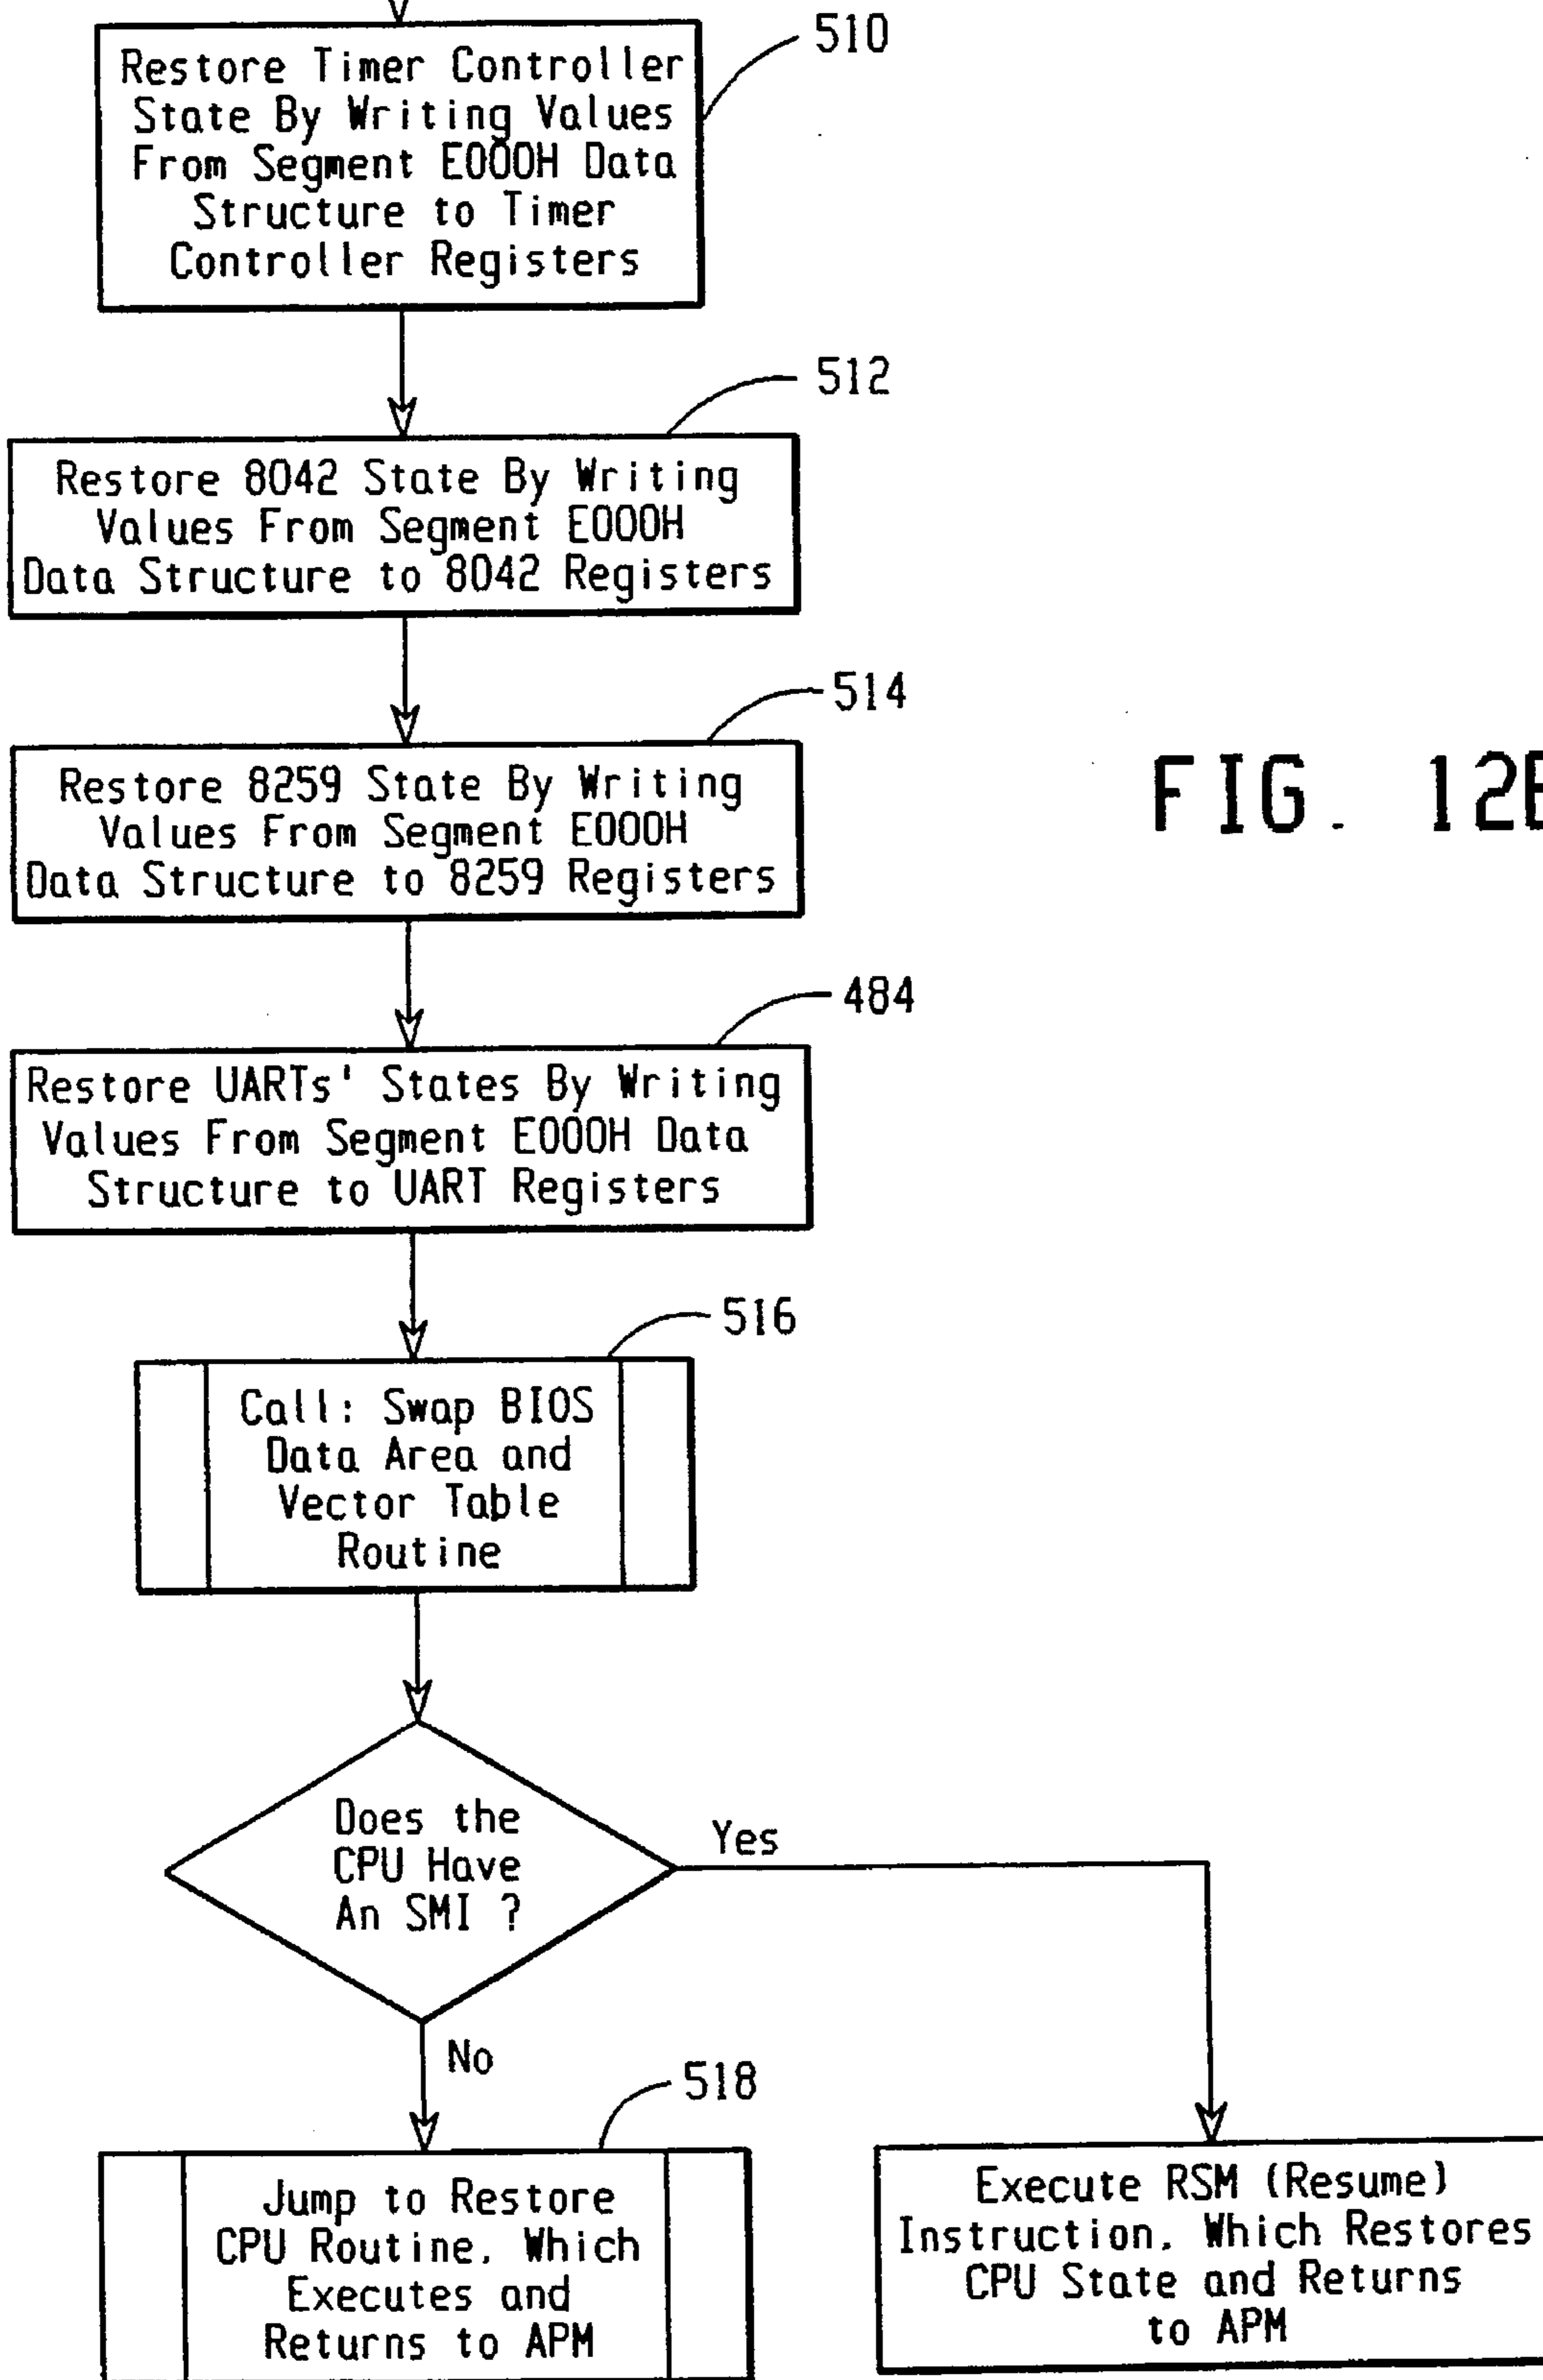 510
Restore Timer Controller
State By Writing Values
From Segment E000H Data
Structure to Timer
Controller Registers
512
Restore 8042 State By Writing
Values From Segment E000H
Data Structure to 8042 Registers
514
Restore 8259 State By Writing
Values From Segment E000H
Data Structure to 8259 Registers
FIG. 12
484
Restore UARTs' States By Writing
Values From Segment E000H Data
Structure to UART Registers
516
Call: Swap BIOS
Data Area and
Vector Table
Routine
Does the
CPU Have
An SMI ?
Yes
No
518
Jump to Restore
CPU Routine, Which
Executes and
Returns to APM
Execute RSM (Resume)
Instruction, Which Restores
CPU State and Returns
to APM